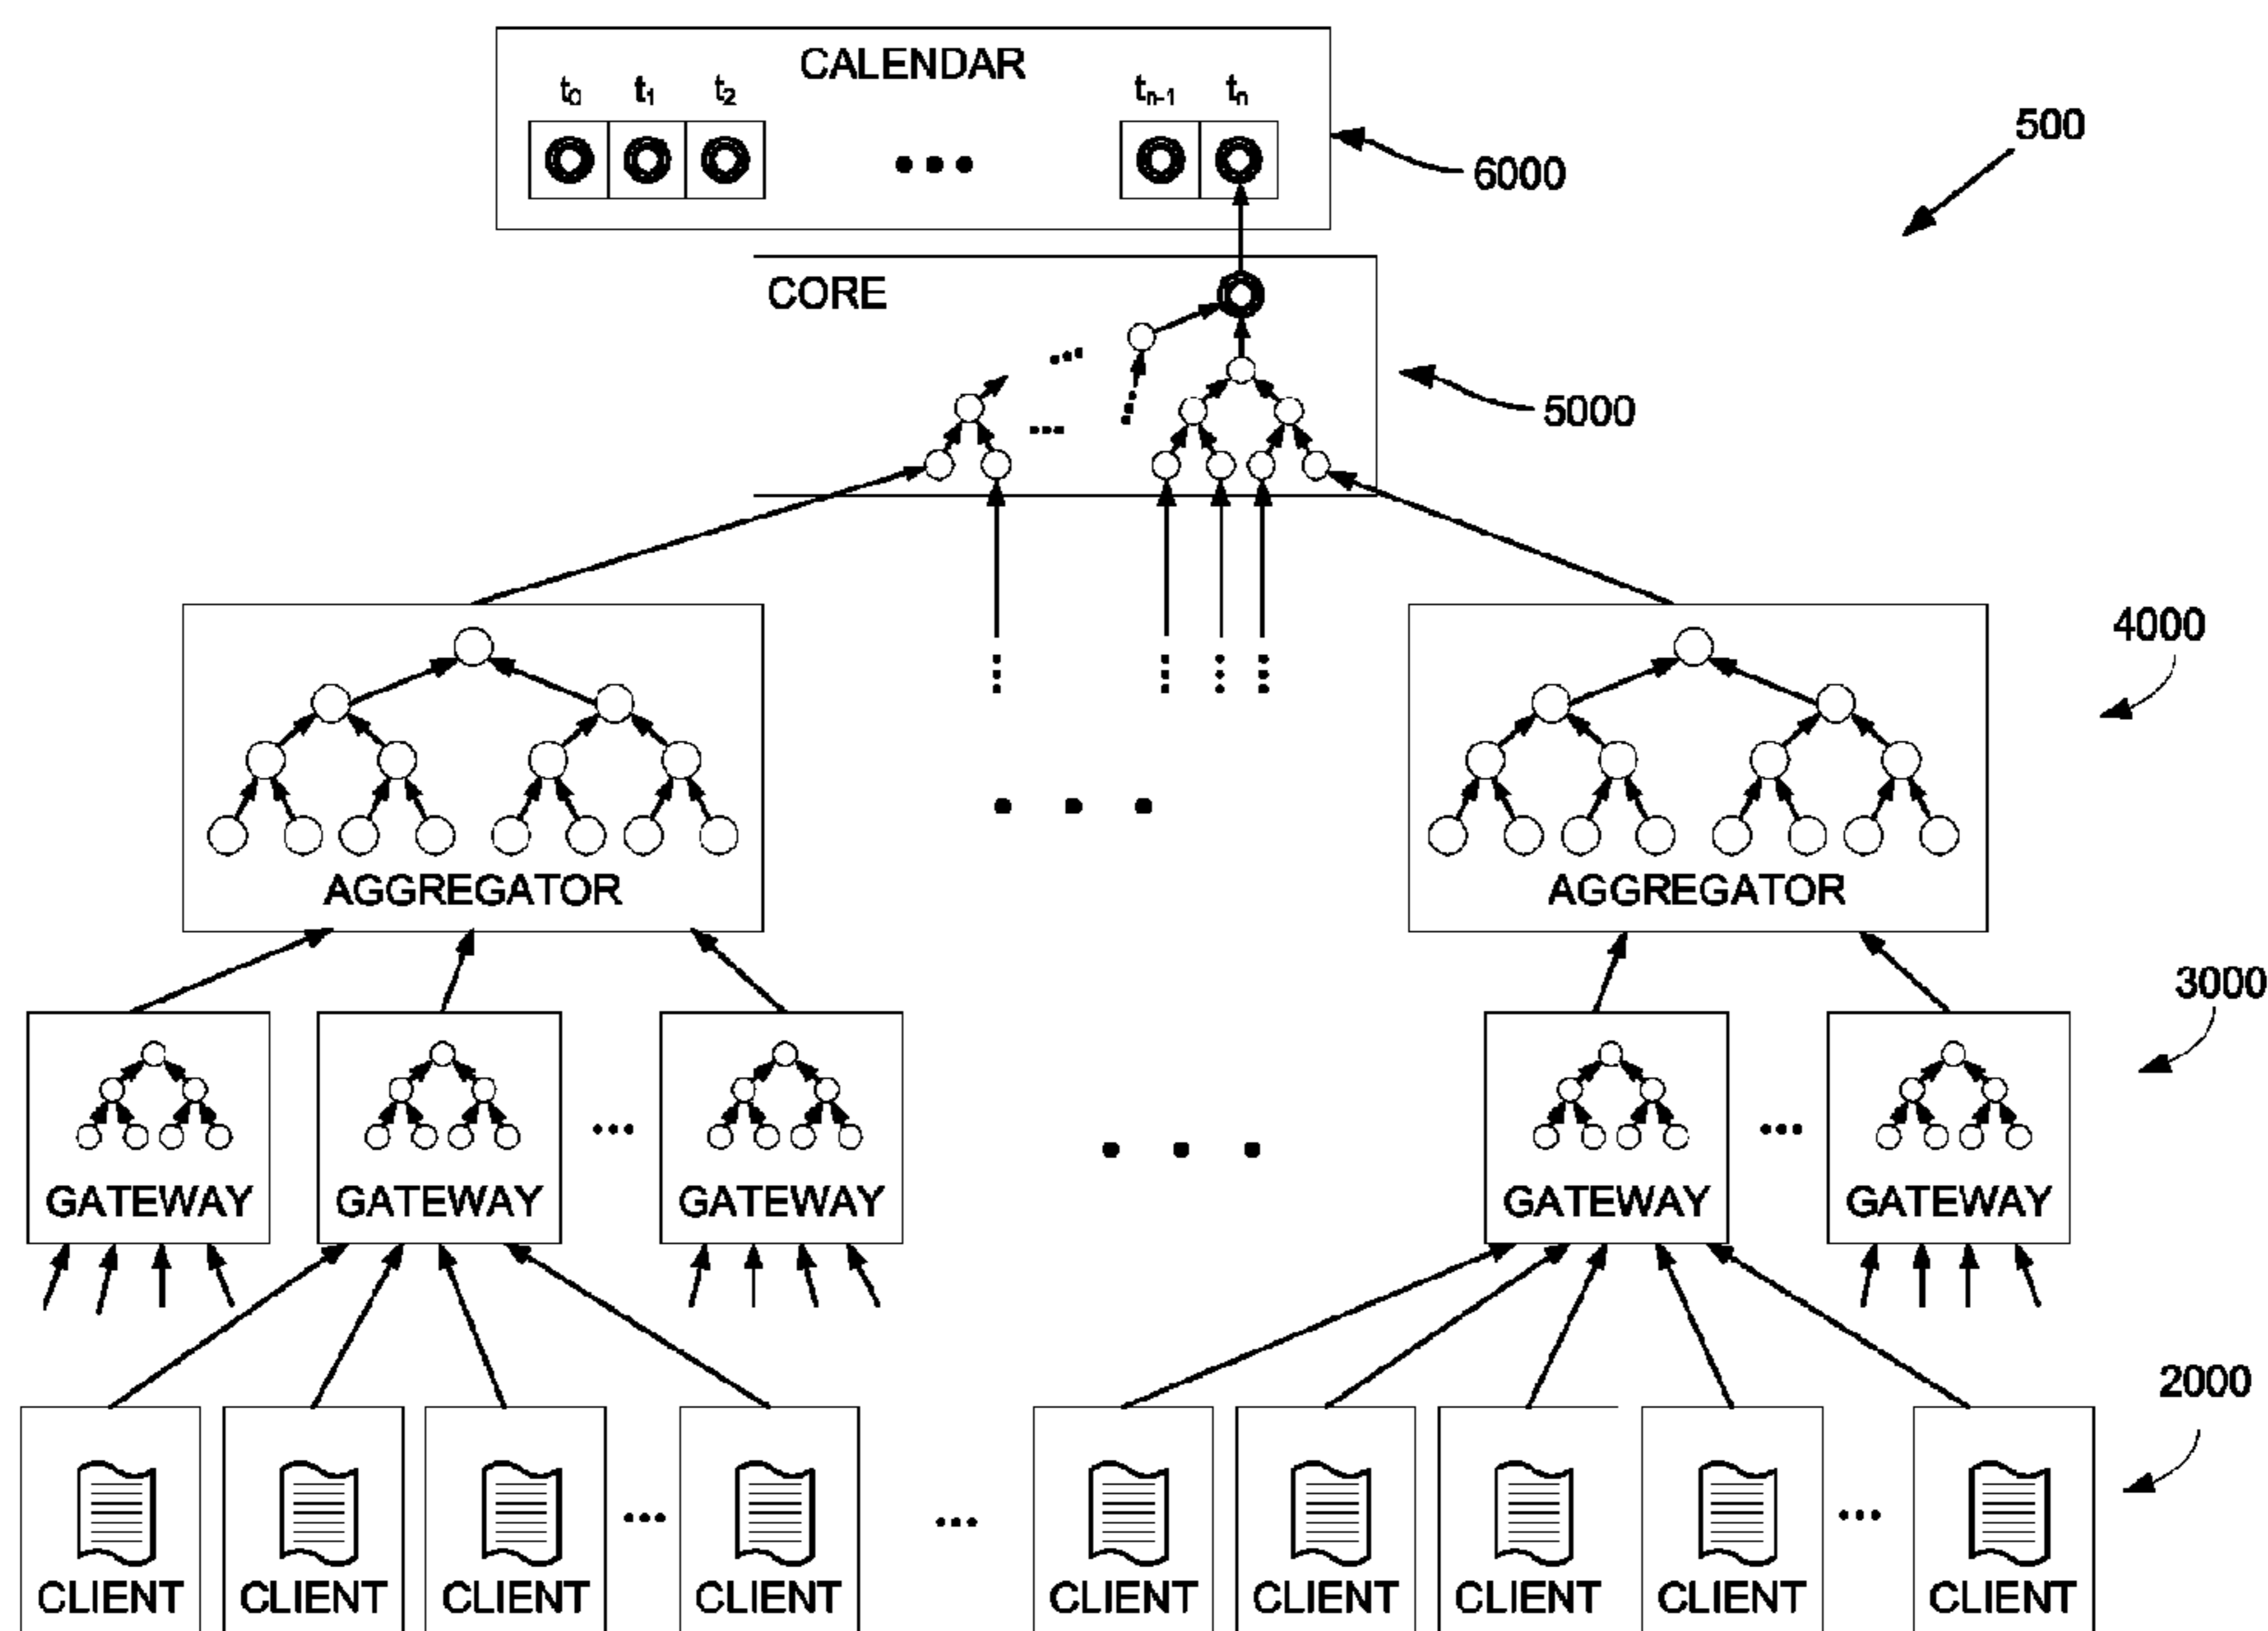 CALENDAR
t0 t1 t2 ... tn-1 tn
500
6000
CORE
5000
4000
AGGREGATOR AGGREGATOR
3000
GATEWAY GATEWAY ... GATEWAY GATEWAY ... GATEWAY
2000
CLIENT CLIENT CLIENT ... CLIENT ... CLIENT CLIENT CLIENT CLIENT ... CLIENT